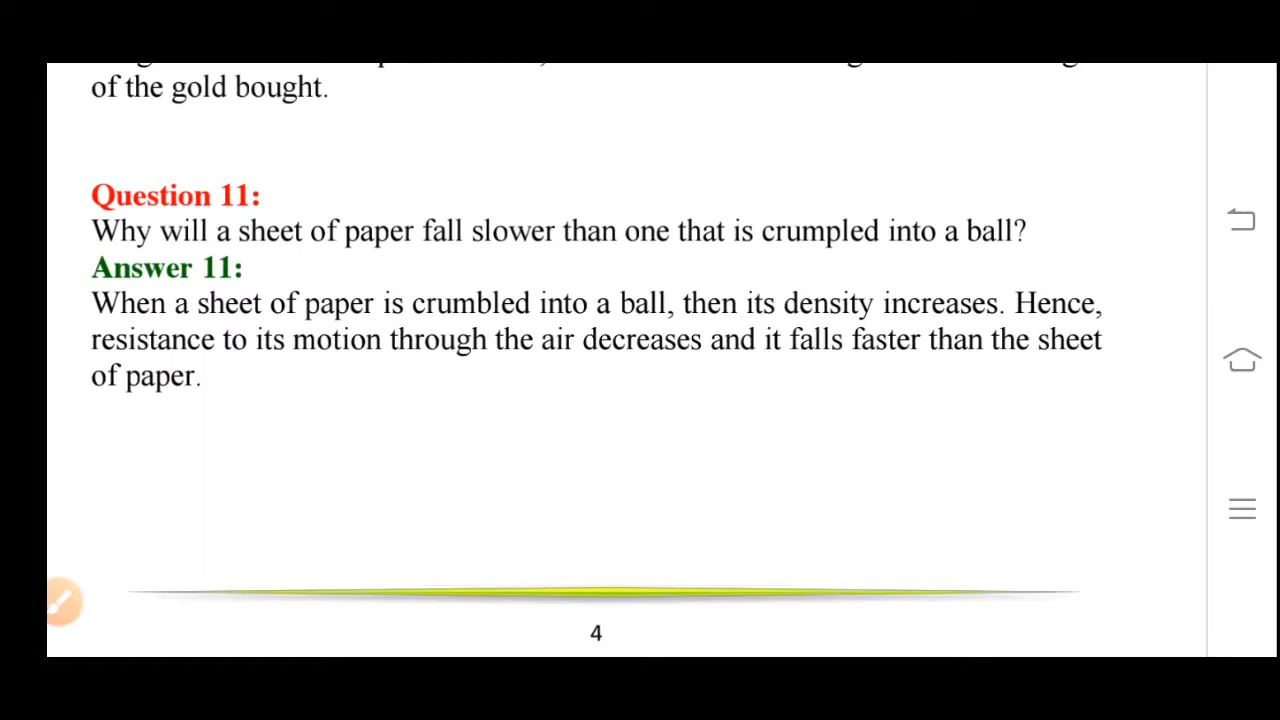 of the gold bought.
Question 11:
Why will a sheet of paper fall slower than one that is crumpled into a ball?
Answer 11:
When a sheet of paper is crumbled into a ball, then its density increases. Hence,
resistance to its motion through the air decreases and it falls faster than the sheet
of paper.
4